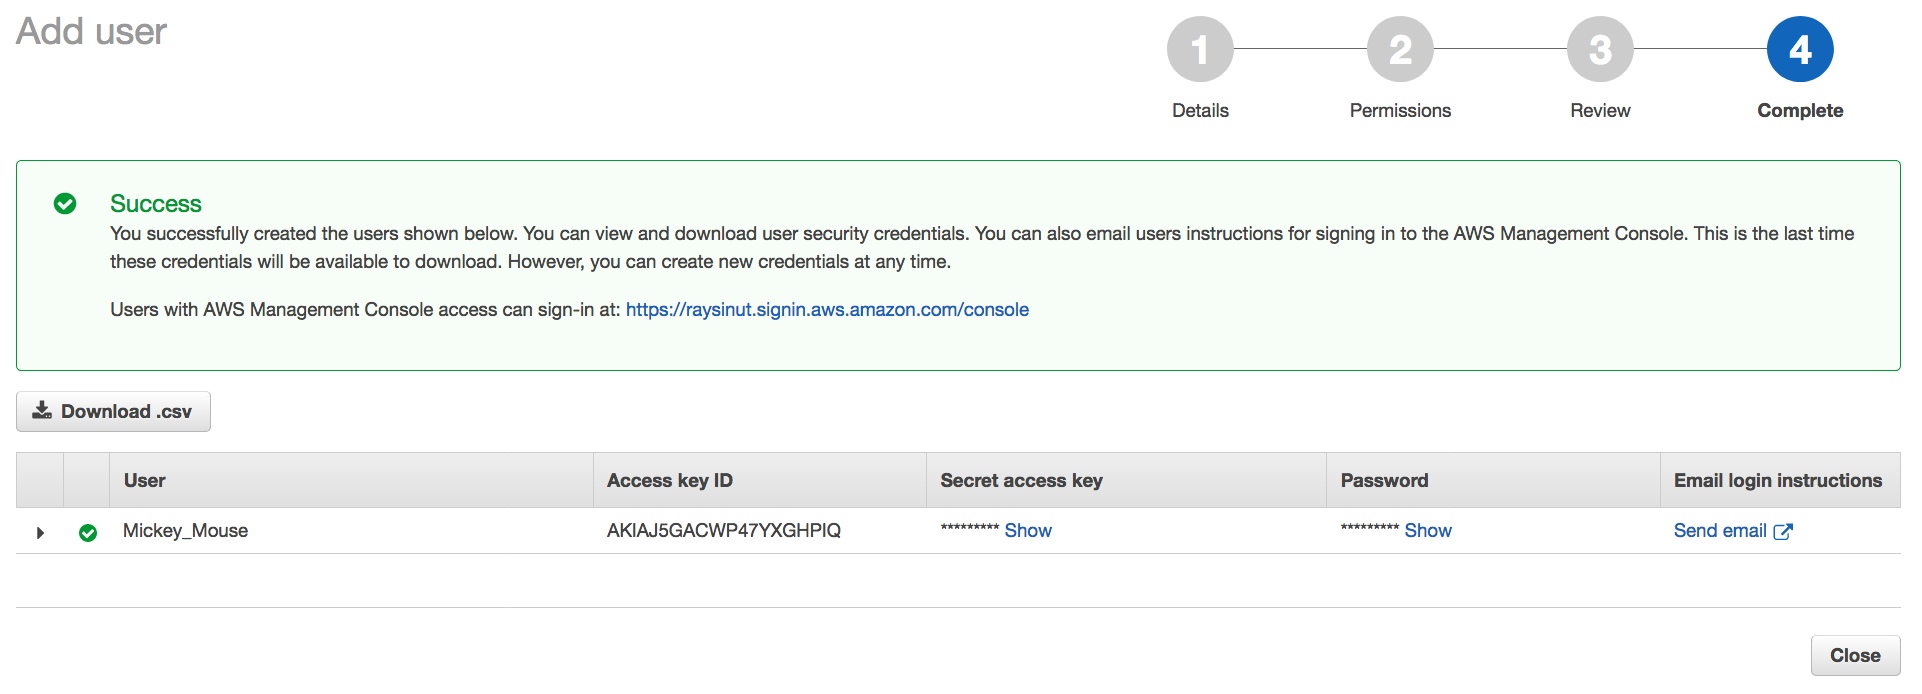 Add user
1 2 3 4
Details Permissions Review Complete
Success
You successfully created the users shown below. You can view and download user security credentials. You can also email users instructions for signing in to the AWS Management Console. This is the last time
these credentials will be available to download. However, you can create new credentials at any time.
Users with AWS Management Console access can sign-in at: https://raysinut.signin.aws.amazon.com/console
Download .csv
User Access key ID Secret access key Password Email login instructions
Mickey_Mouse AKIAJ5GACWP47YXGHPIQ ********* Show ********* Show Send email
Close